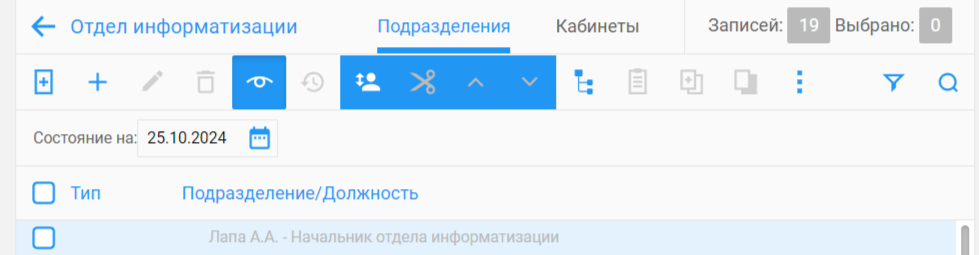 Отдел информатизации Подразделения Кабинеты Записей: 19 Выбрано: 0
Состояние на: 25.10.2024
Тип Подразделение/Должность
Лапа А.А. - Начальник отдела информатизации